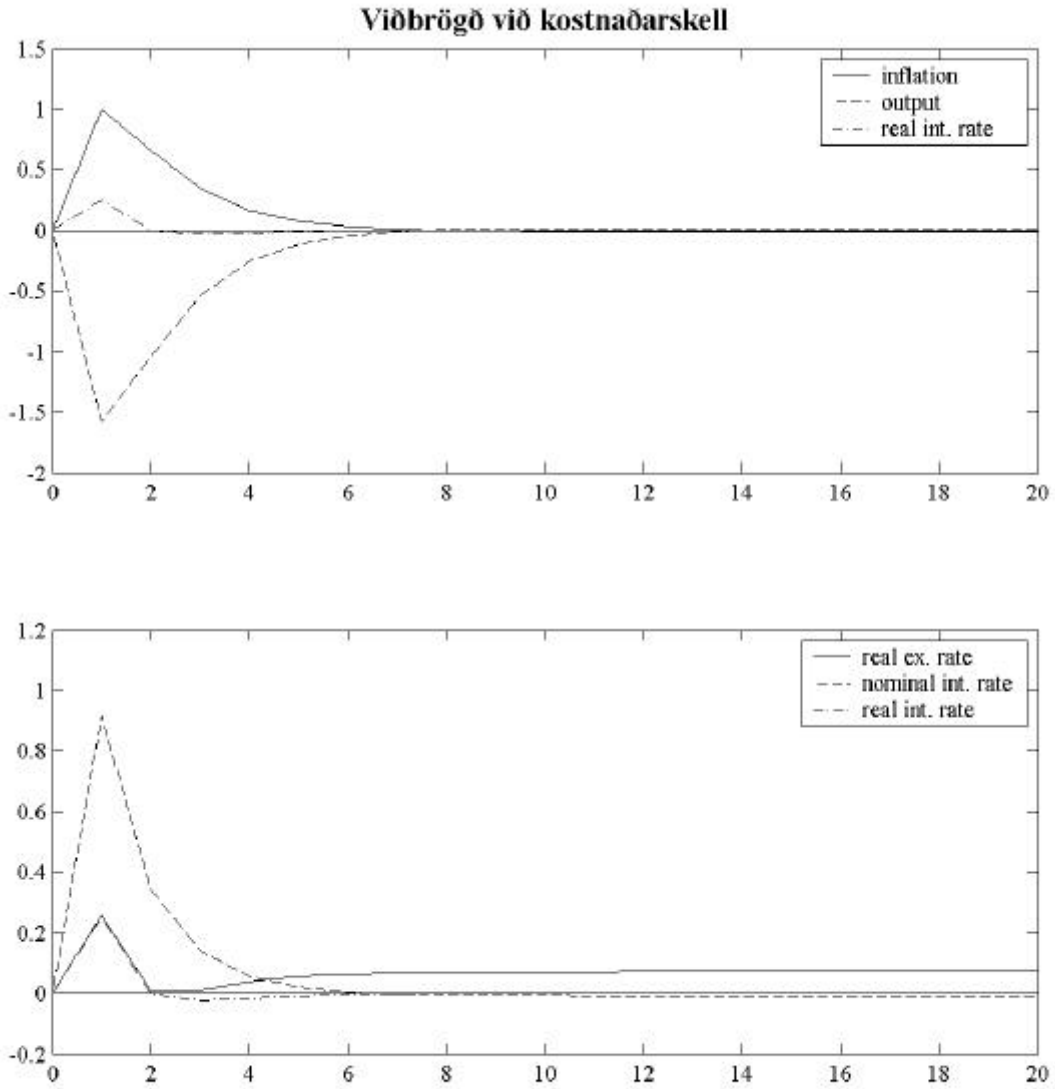 Viðbrögð við kostnaðarskell
1.5
inflation
output
real int. rate
1
0.5
0
-0.5
-1
-1.5
-2
0 2 4 6 8 10 12 14 16 18 20
1.2
real ex. rate
nominal int. rate
real int. rate
1
0.8
0.6
0.4
0.2
0
-0.2
0 2 4 6 8 10 12 14 16 18 20